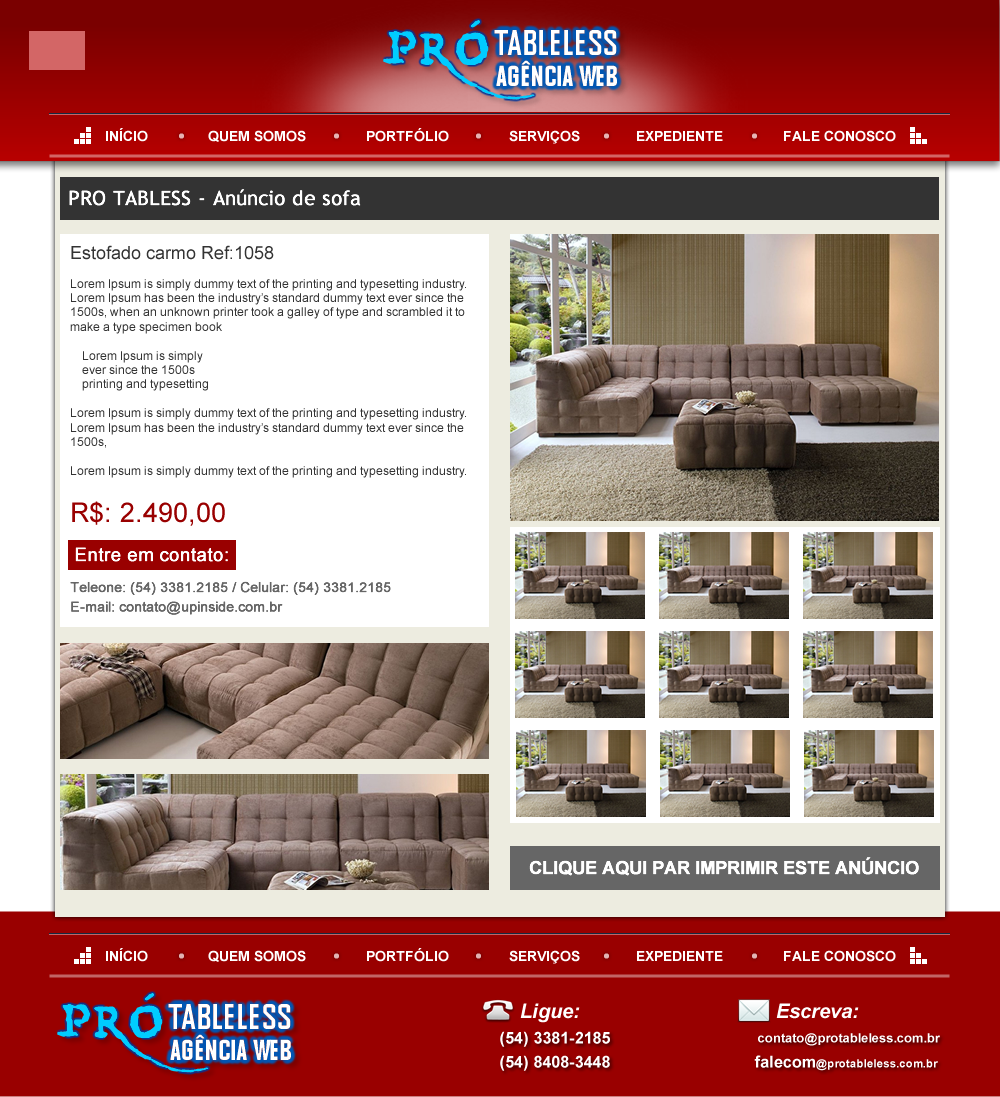 PRÓ TABLELESS
AGÊNCIA WEB
INÍCIO • QUEM SOMOS • PORTFÓLIO • SERVIÇOS • EXPEDIENTE • FALE CONOSCO
PRO TABLESS - Anúncio de sofa
Estofado carmo Ref:1058
Lorem Ipsum is simply dummy text of the printing and typesetting industry.
Lorem Ipsum has been the industry's standard dummy text ever since the
1500s, when an unknown printer took a galley of type and scrambled it to
make a type specimen book
Lorem Ipsum is simply
ever since the 1500s
printing and typesetting
Lorem Ipsum is simply dummy text of the printing and typesetting industry.
Lorem Ipsum has been the industry's standard dummy text ever since the
1500s,
Lorem Ipsum is simply dummy text of the printing and typesetting industry.
R$: 2.490,00
Entre em contato:
Teleone: (54) 3381.2185 / Celular: (54) 3381.2185
E-mail: contato@upinside.com.br
CLIQUE AQUI PAR IMPRIMIR ESTE ANÚNCIO
INÍCIO • QUEM SOMOS • PORTFÓLIO • SERVIÇOS • EXPEDIENTE • FALE CONOSCO
PRÓ TABLELESS
AGÊNCIA WEB
Ligue:
(54) 3381-2185
(54) 8408-3448
Escreva:
contato@protableless.com.br
falecom@protableless.com.br